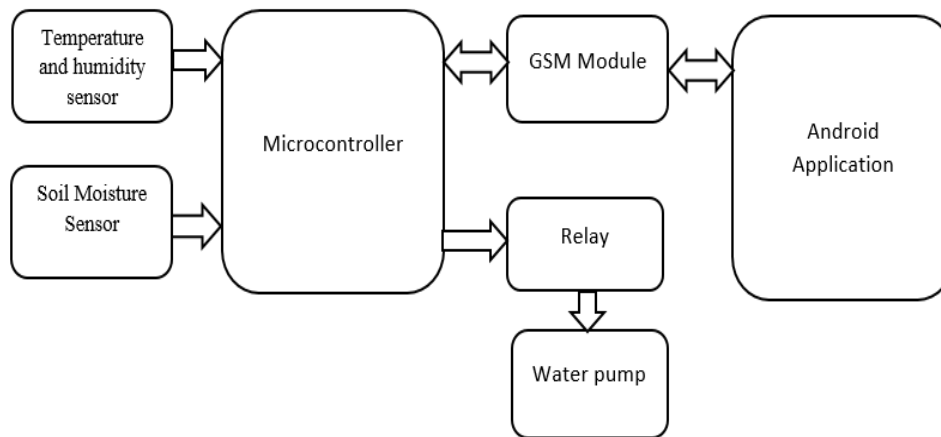 Temperature
and humidity
sensor
Soil Moisture
Sensor
Microcontroller
GSM Module
Relay
Water pump
Android
Application